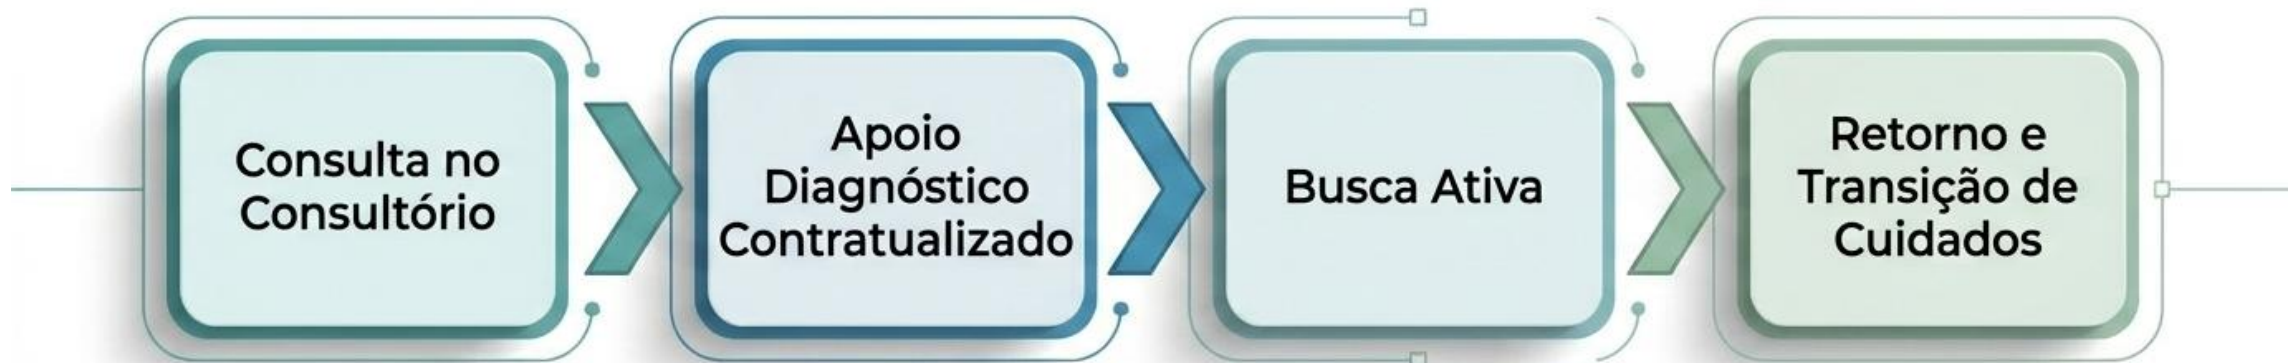 Consulta no
Consultório
Apoio
Diagnóstico
Contratualizado
Busca Ativa
Retorno e
Transição de
Cuidados